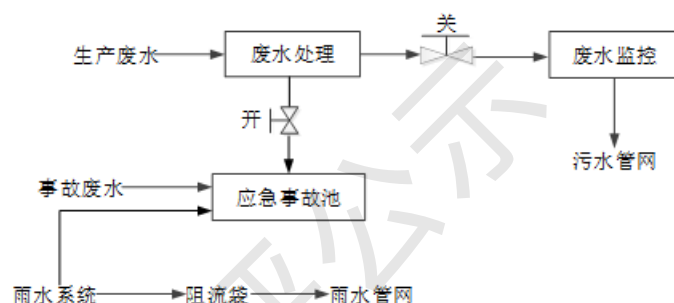 关
生产废水
废水处理
废水监控
开
污水管网
事故废水
应急事故池
雨水系统
阻流袋
雨水管网
公示